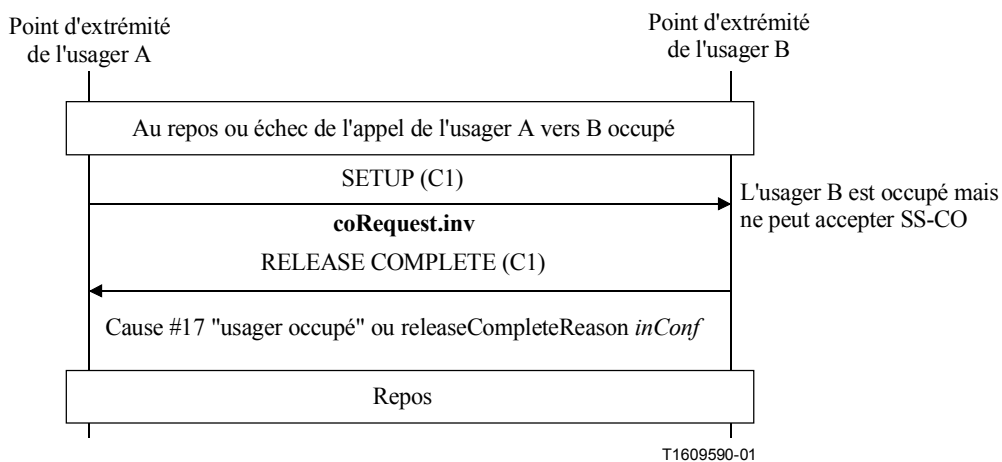 Point d'extrémité
de l'usager A
Point d'extrémité
de l'usager B
Au repos ou échec de l'appel de l'usager A vers B occupé
SETUP (C1)
coRequest.inv
L'usager B est occupé mais
ne peut accepter SS-CO
RELEASE COMPLETE (C1)
Cause #17 "usager occupé" ou releaseCompleteReason inConf
Repos
T1609590-01